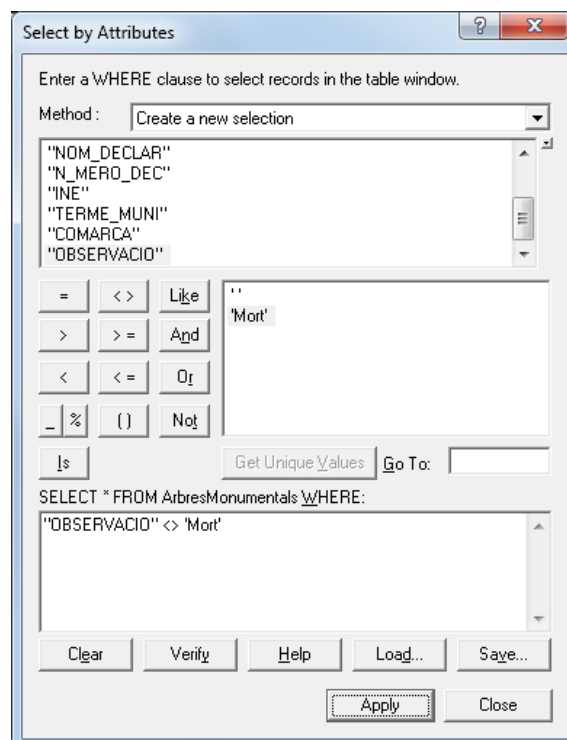 Select by Attributes
Enter a WHERE clause to select records in the table window.
Method : Create a new selection
"NOM_DECLAR"
"N_MERO_DEC"
"INE"
"TERME_MUNI"
"COMARCA"
"OBSERVACIO"
= < > Like
' '
'Mort'
> > = And
< < = Or
_ % ( ) Not
Is Get Unique Values Go To:
SELECT * FROM ArbresMonumentals WHERE:
"OBSERVACIO" <> 'Mort'
Clear Verify Help Load... Save...
Apply Close